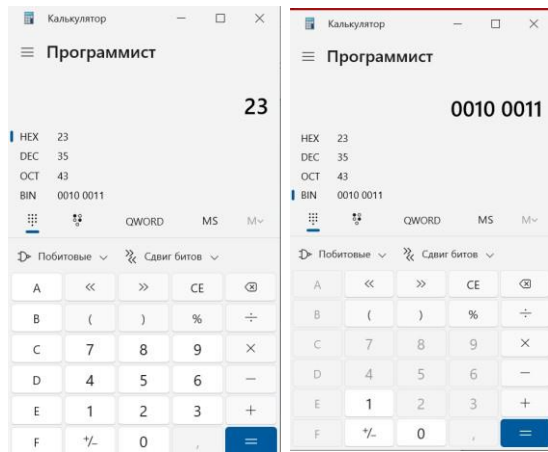 Калькулятор
Программист
23
HEX 23
DEC 35
OCT 43
BIN 0010 0011
QWORD MS M
Побитовые Сдвиг битов
A << >> CE
B ( ) % ÷
C 7 8 9 ×
D 4 5 6 −
E 1 2 3 +
F +/- 0 , =
Калькулятор
Программист
0010 0011
HEX 23
DEC 35
OCT 43
BIN 0010 0011
QWORD MS M
Побитовые Сдвиг битов
A << >> CE
B ( ) % ÷
C 7 8 9 ×
D 4 5 6 −
E 1 2 3 +
F +/- 0 , =